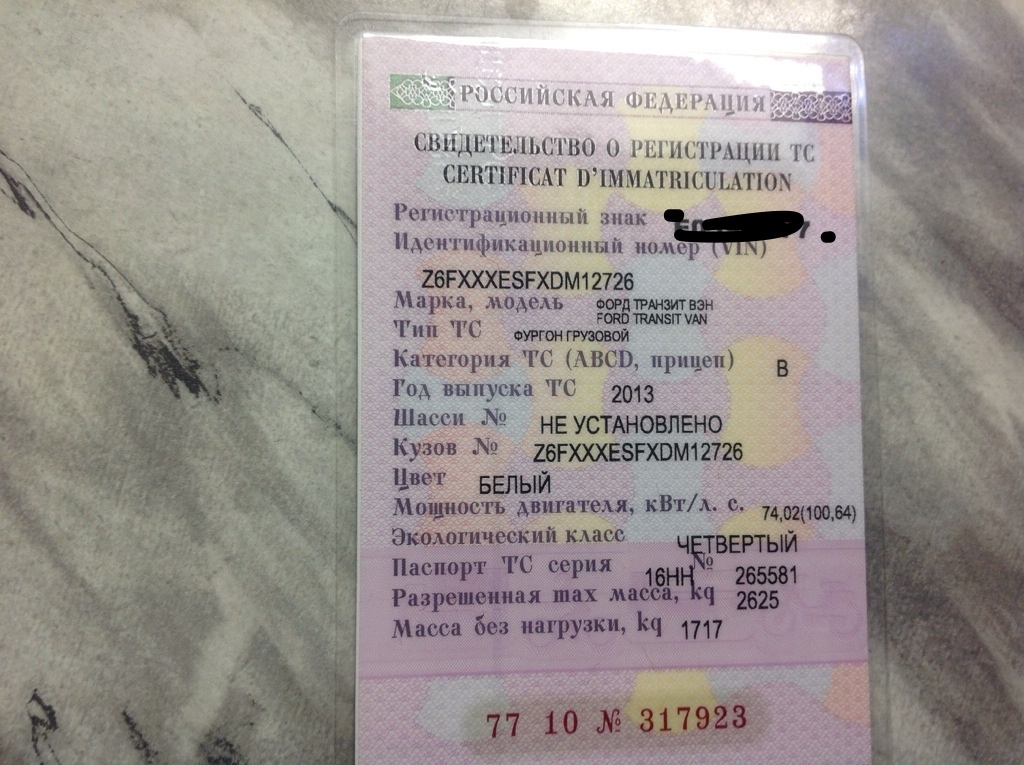 РОССИЙСКАЯ ФЕДЕРАЦИЯ
СВИДЕТЕЛЬСТВО О РЕГИСТРАЦИИ ТС
CERTIFICAT D'IMMATRICULATION
Регистрационный знак
Идентификационный номер (VIN)
Z6FXXXESFXDM12726
Марка, модель ФОРД ТРАНЗИТ ВЭН
FORD TRANSIT VAN
Тип ТС ФУРГОН ГРУЗОВОЙ
Категория ТС (ABCD, прицеп) B
Год выпуска ТС 2013
Шасси № НЕ УСТАНОВЛЕНО
Кузов № Z6FXXXESFXDM12726
Цвет БЕЛЫЙ
Мощность двигателя, кВт/л. с. 74,02(100,64)
Экологический класс ЧЕТВЕРТЫЙ
Паспорт ТС серия 16НН № 265581
Разрешенная max масса, kg 2625
Масса без нагрузки, kg 1717
77 10 № 317923